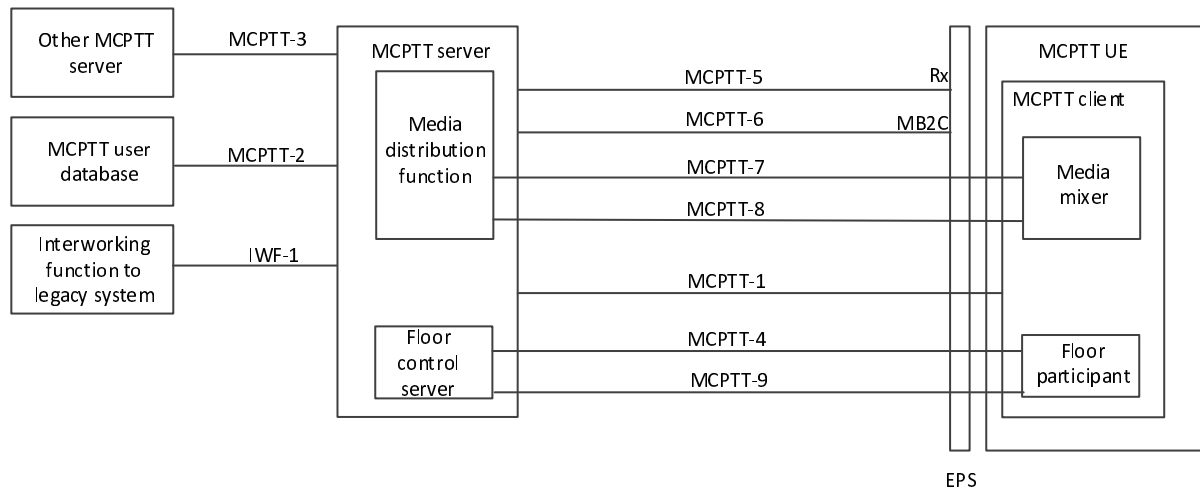 Other MCPTT
server
MCPTT-3
MCPTT user
database
MCPTT-2
Interworking
function to
legacy system
IWF-1
MCPTT server
Media
distribution
function
Floor
control
server
MCPTT-5
Rx
MCPTT-6
MB2C
MCPTT-7
MCPTT-8
MCPTT-1
MCPTT-4
MCPTT-9
EPS
MCPTT UE
MCPTT client
Media
mixer
Floor
participant